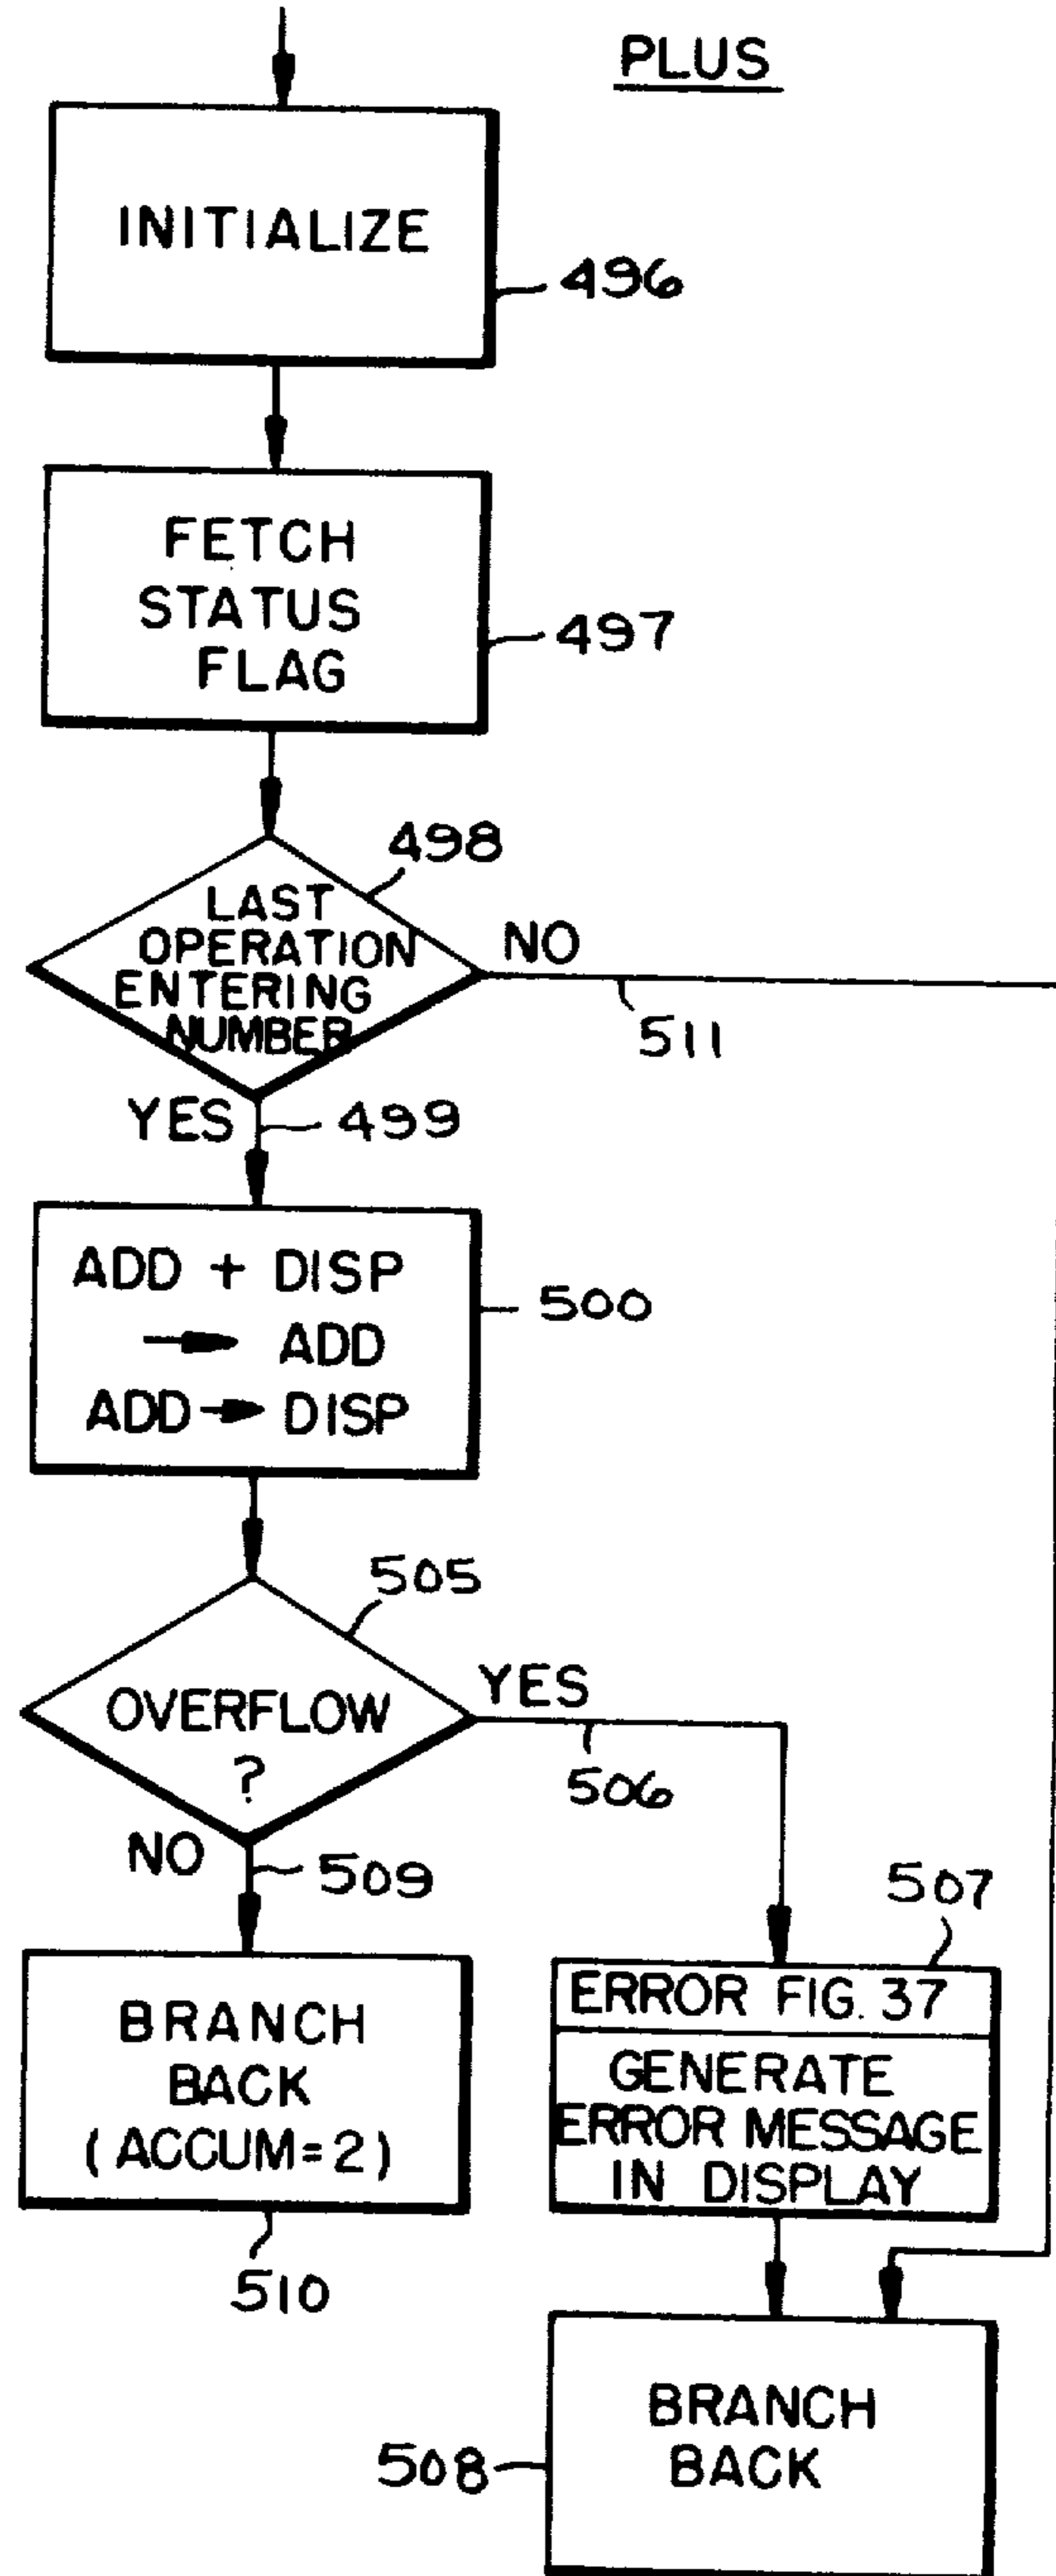 PLUS
INITIALIZE
496
FETCH
STATUS
FLAG
497
498
LAST
OPERATION
ENTERING
NUMBER
NO
511
YES
499
ADD + DISP
→ ADD
ADD → DISP
500
505
OVERFLOW
?
YES
506
NO
509
507
BRANCH
BACK
(ACCUM=2)
510
ERROR FIG. 37
GENERATE
ERROR MESSAGE
IN DISPLAY
BRANCH
BACK
508